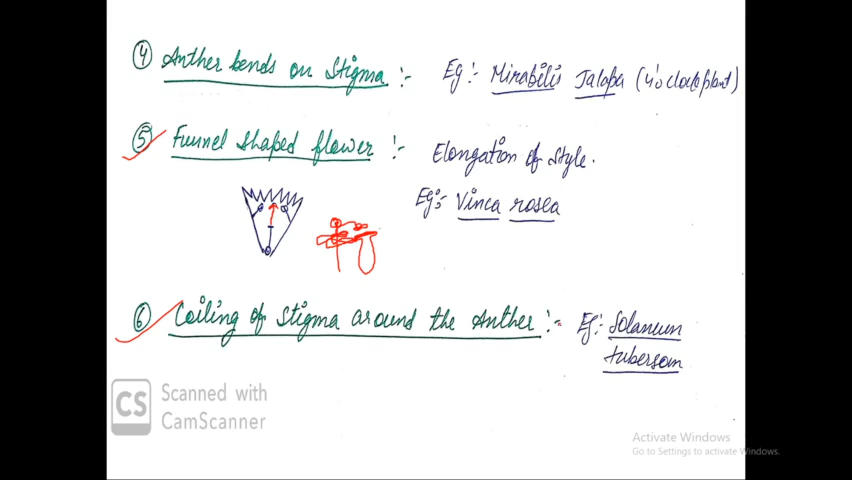 ④ Anther bends on Stigma :- Eg:- Mirabilis Jalapa (4'o clock plant)
⑤ Funnel shaped flower :- Elongation of Style.
Eg:- Vinca rosea
⑥ Coiling of Stigma around the Anther :- Eg:- Solanum
tubersom
CS Scanned with
CamScanner
Activate Windows
Go to Settings to activate Windows.